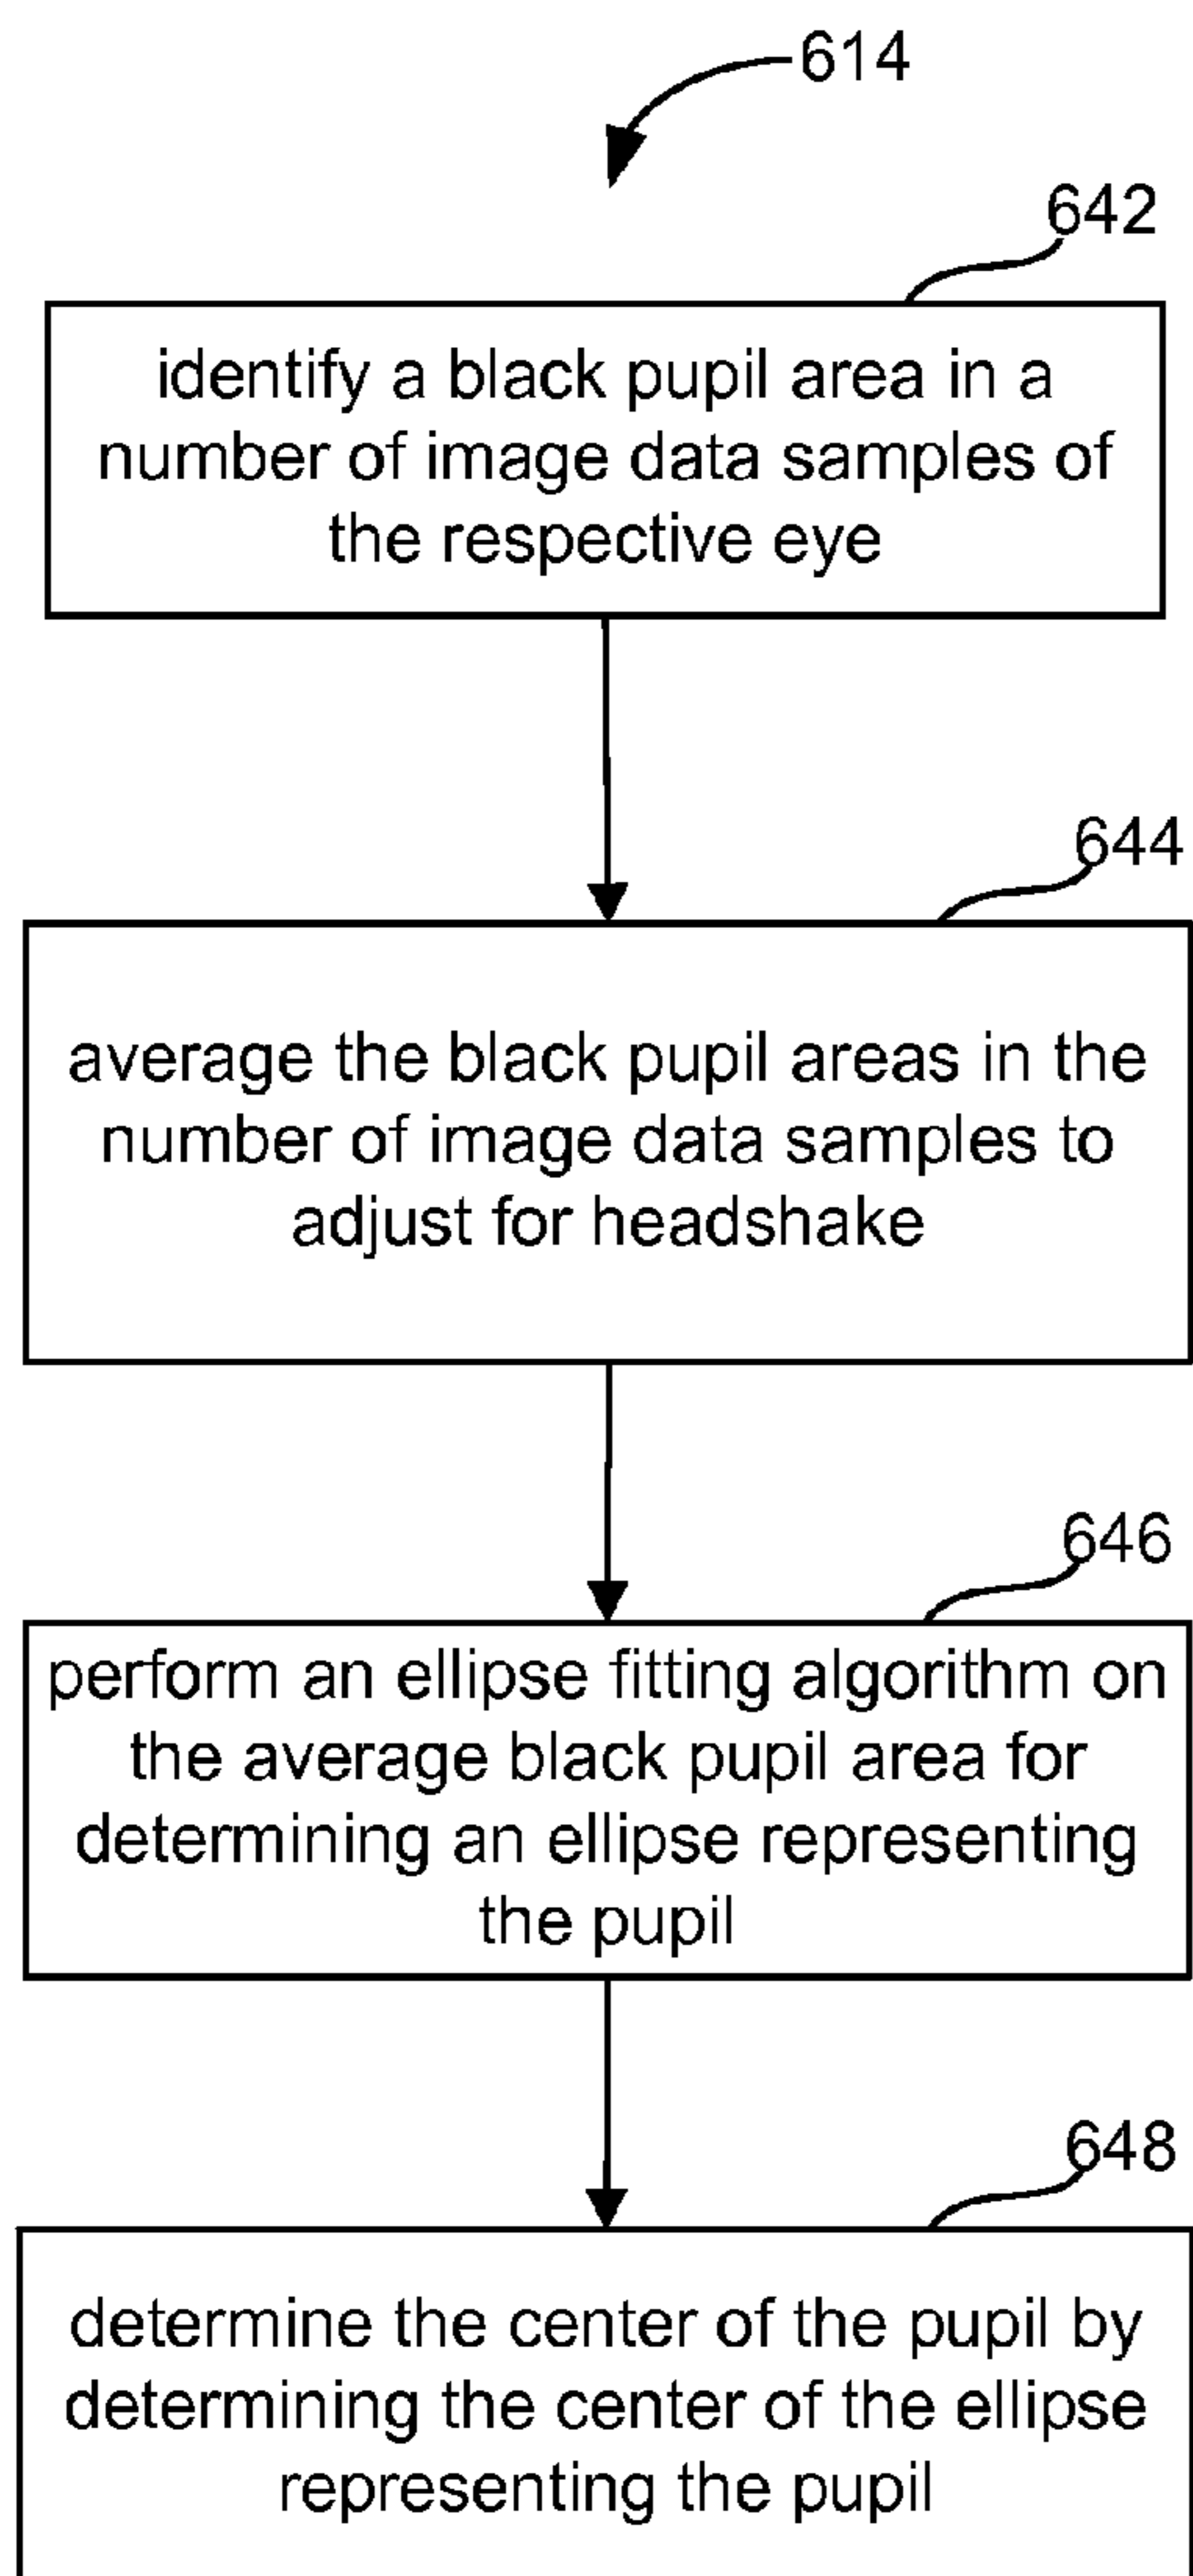 614
642
identify a black pupil area in a
number of image data samples of
the respective eye
644
average the black pupil areas in the
number of image data samples to
adjust for headshake
646
perform an ellipse fitting algorithm on
the average black pupil area for
determining an ellipse representing
the pupil
648
determine the center of the pupil by
determining the center of the ellipse
representing the pupil